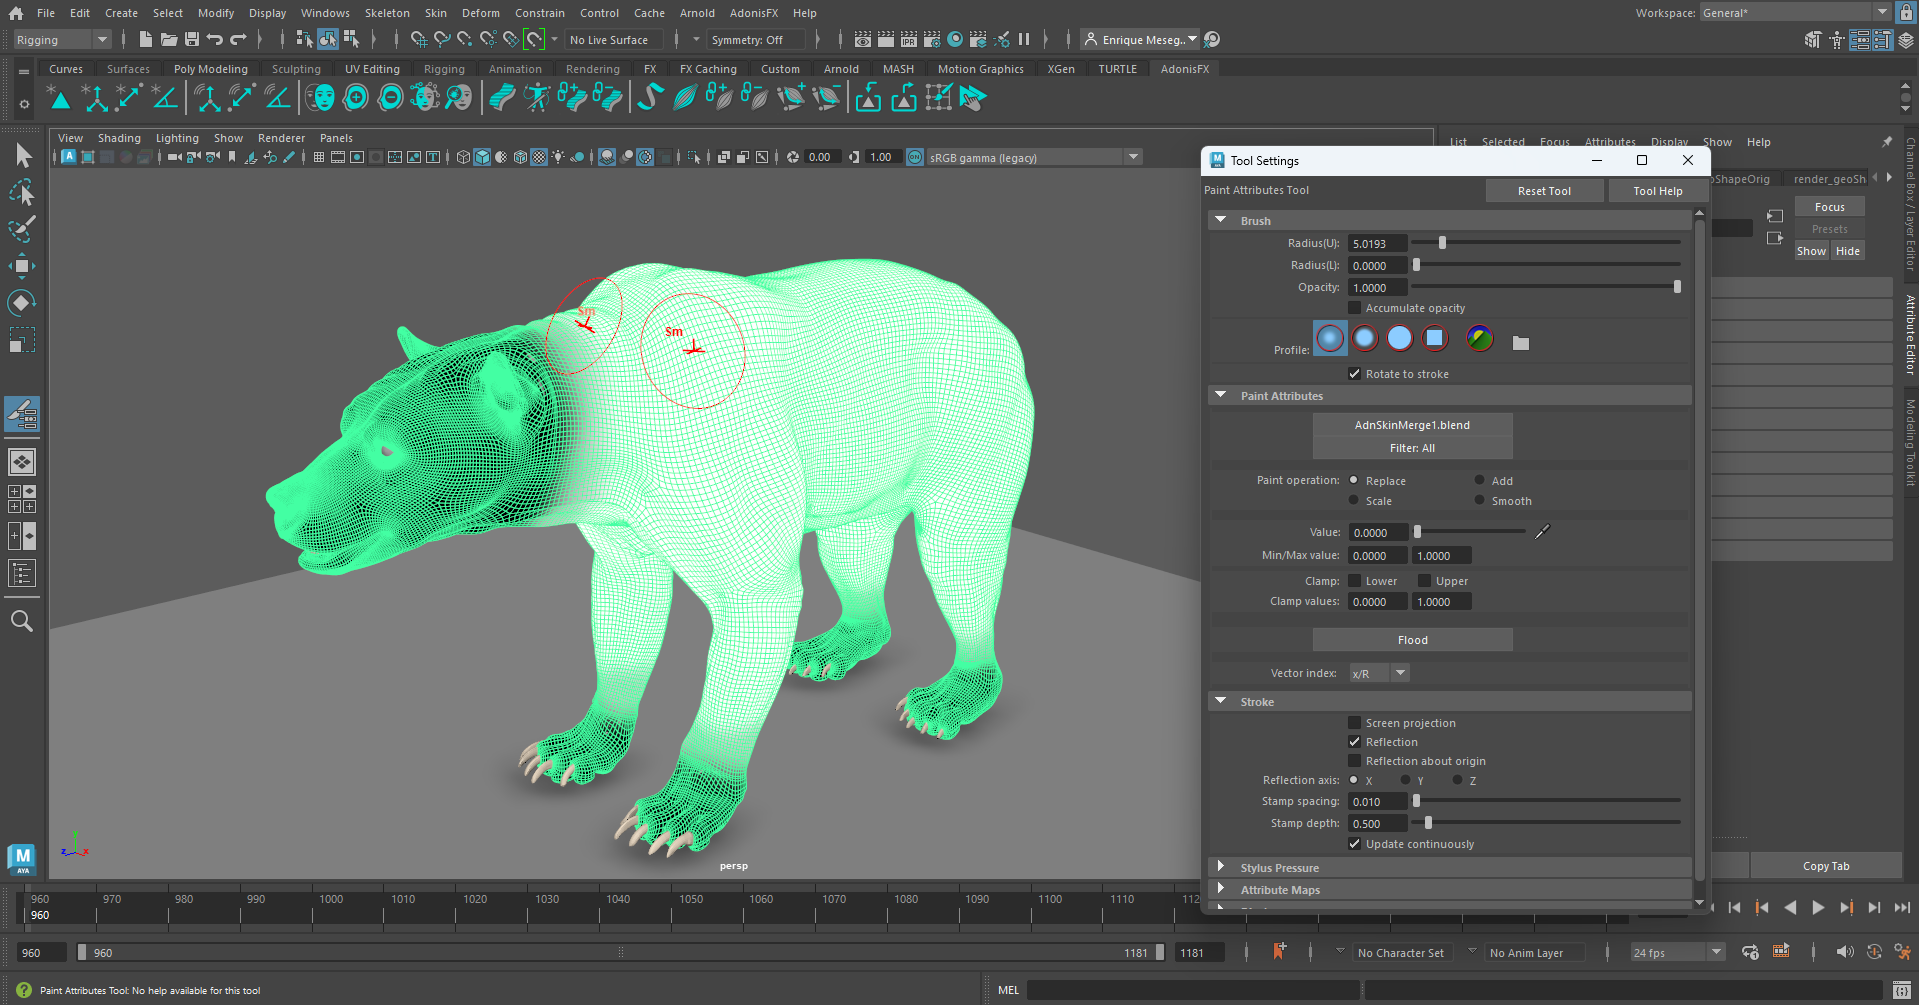 File Edit Create Select Modify Display Windows Skeleton Skin Deform Constrain Control Cache Arnold AdonisFX Help
Workspace: General*
Rigging
No Live Surface
Symmetry: Off
IPR
Enrique Meseg..
Curves Surfaces Poly Modeling Sculpting UV Editing Rigging Animation Rendering FX FX Caching Custom Arnold MASH Motion Graphics XGen TURTLE AdonisFX
View Shading Lighting Show Renderer Panels
0.00
1.00
ON
sRGB gamma (legacy)
List Selected Focus Attributes Display Show Help
oShapeOrig
render_geoSh
Focus
Presets
Show
Hide
Channel Box / Layer Editor
Attribute Editor
Modeling Toolkit
Tool Settings
Paint Attributes Tool
Reset Tool
Tool Help
Brush
Radius(U): 5.0193
Radius(L): 0.0000
Opacity: 1.0000
Accumulate opacity
Profile:
Rotate to stroke
Paint Attributes
AdnSkinMerge1.blend
Filter: All
Paint operation: Replace Add
Scale Smooth
Value: 0.0000
Min/Max value: 0.0000 1.0000
Clamp: Lower Upper
Clamp values: 0.0000 1.0000
Flood
Vector index: x/R
Stroke
Screen projection
Reflection
Reflection about origin
Reflection axis: X Y Z
Stamp spacing: 0.010
Stamp depth: 0.500
Update continuously
Stylus Pressure
Attribute Maps
Sm
Sm
y
z
x
persp
M
AYA
Copy Tab
960 970 980 990 1000 1010 1020 1030 1040 1050 1060 1070 1080 1090 1100 1110 112
960
960
960
1181
1181
No Character Set
No Anim Layer
24 fps
Paint Attributes Tool: No help available for this tool
MEL